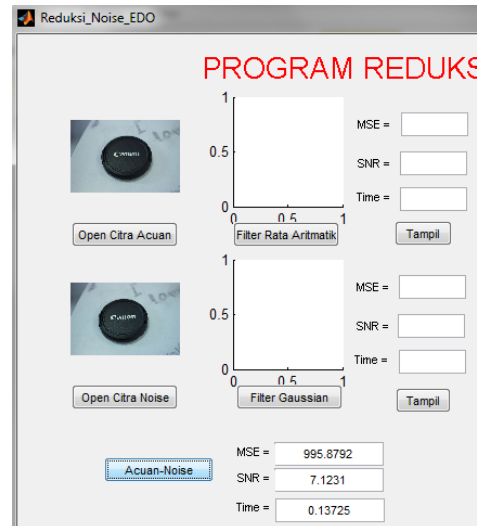 Reduksi_Noise_EDO
PROGRAM REDUKS
1
0.5
0
0 0.5 1
MSE =
SNR =
Time =
Canon
Open Citra Acuan
Filter Rata Aritmatik
Tampil
1
0.5
0
0 0.5 1
MSE =
SNR =
Time =
Canon
Open Citra Noise
Filter Gaussian
Tampil
Acuan-Noise
MSE = 995.8792
SNR = 7.1231
Time = 0.13725